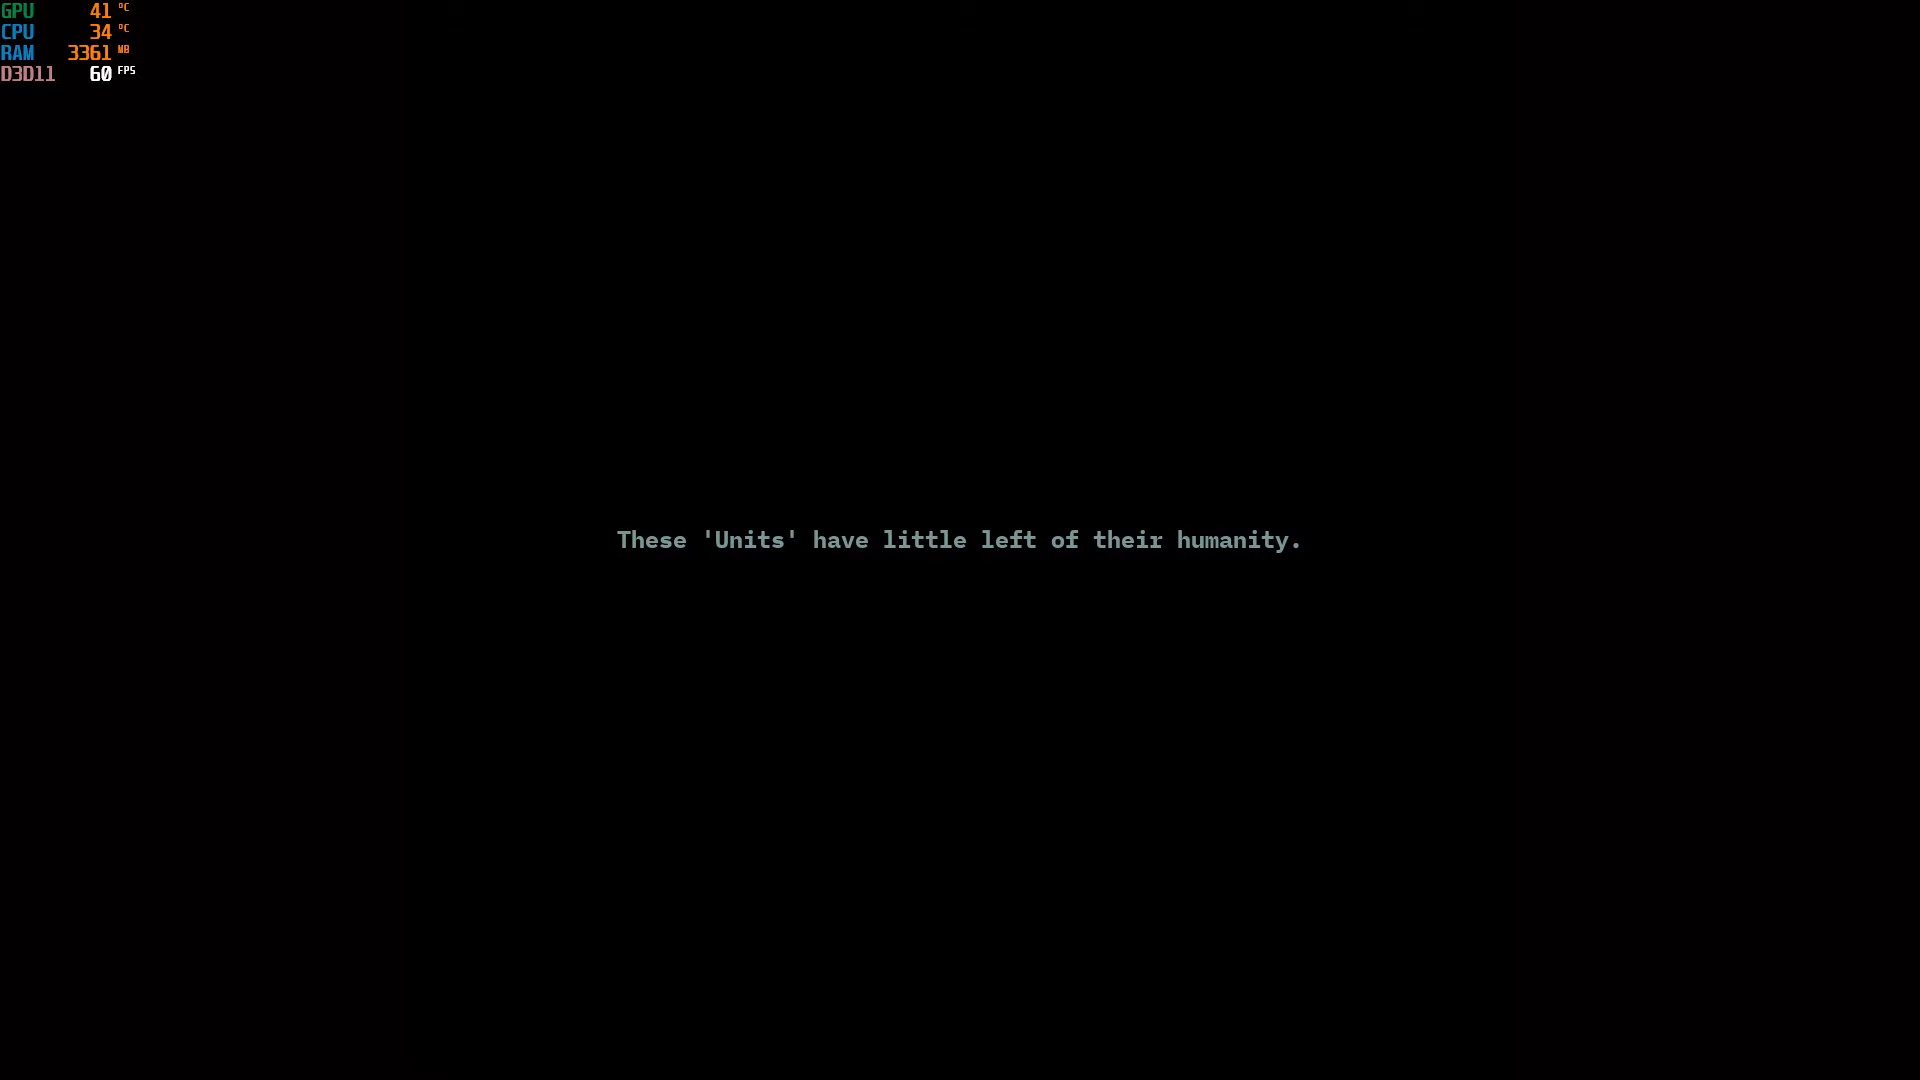 GPU 41 °C
CPU 34 °C
RAM 3361 MB
D3D11 60 FPS
These 'Units' have little left of their humanity.